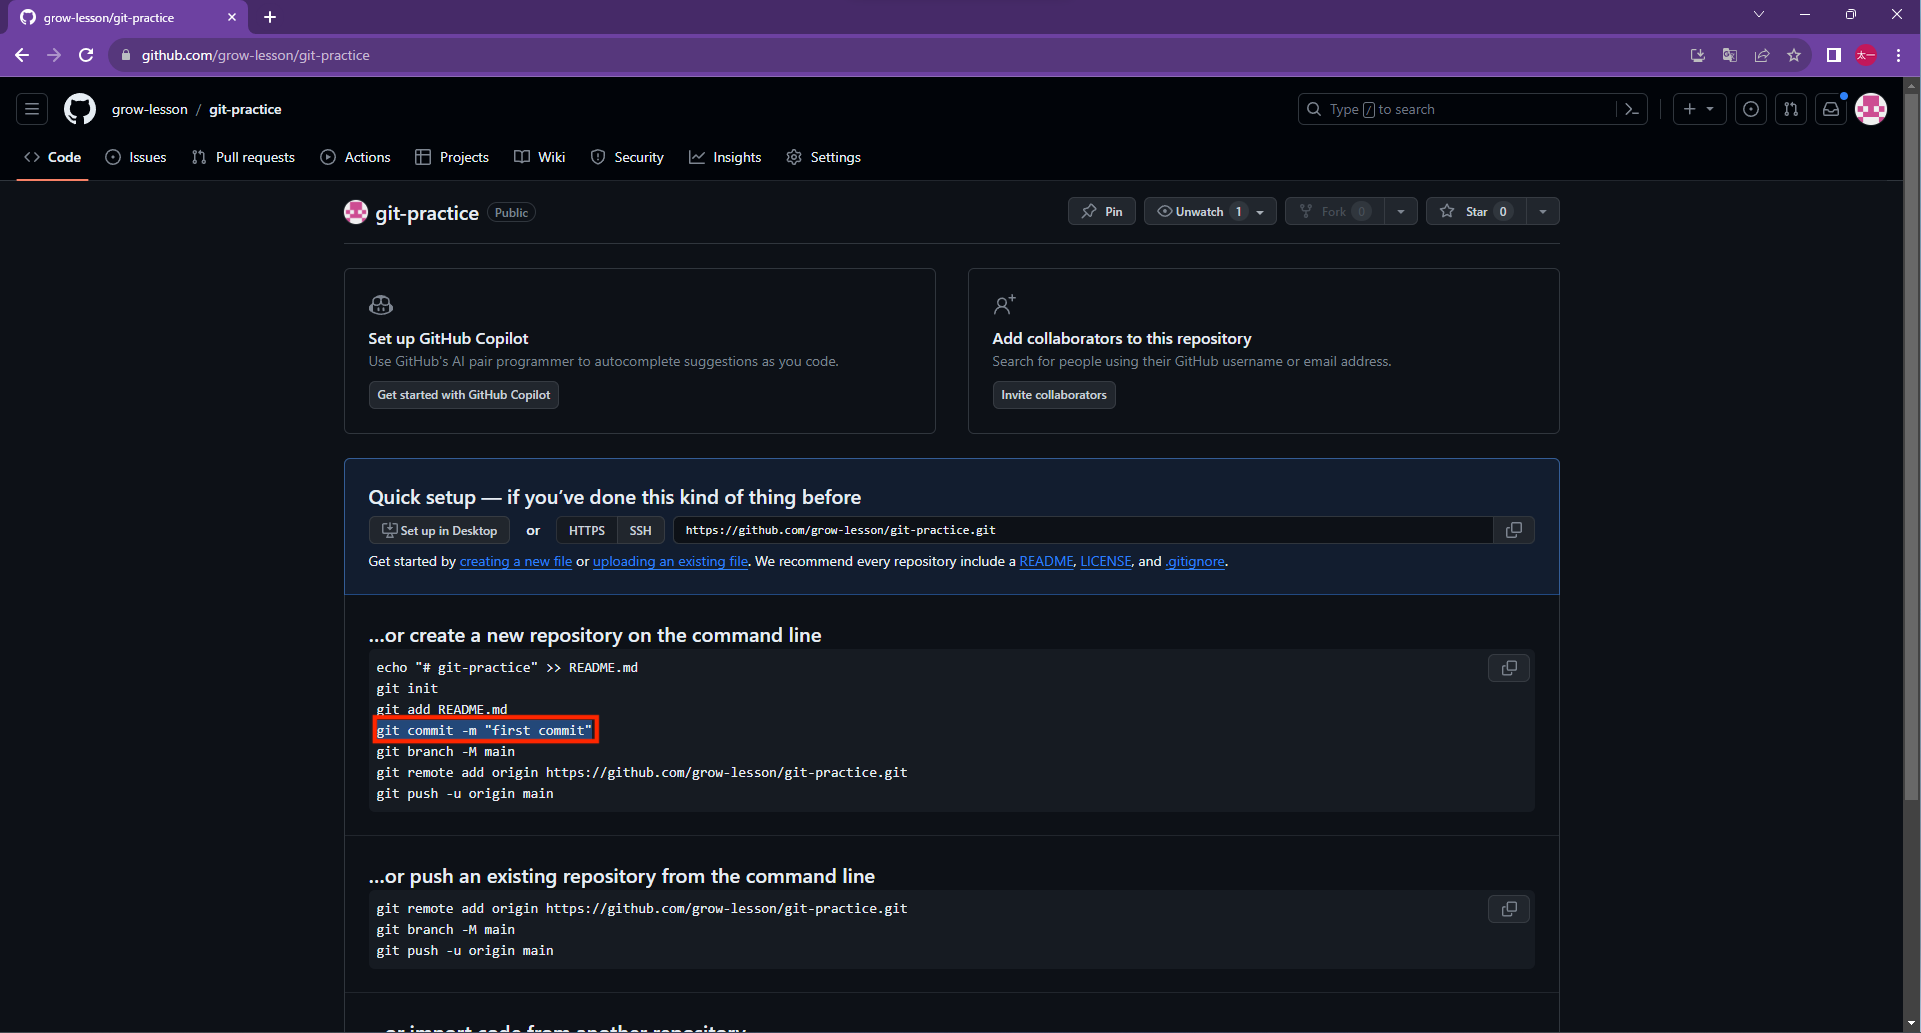 grow-lesson/git-practice
github.com/grow-lesson/git-practice
太一
grow-lesson / git-practice
Type / to search
Code Issues Pull requests Actions Projects Wiki Security Insights Settings
git-practice Public
Pin Unwatch 1 Fork 0 Star 0
Set up GitHub Copilot
Use GitHub's AI pair programmer to autocomplete suggestions as you code.
Get started with GitHub Copilot
Add collaborators to this repository
Search for people using their GitHub username or email address.
Invite collaborators
Quick setup — if you've done this kind of thing before
Set up in Desktop or HTTPS SSH https://github.com/grow-lesson/git-practice.git
Get started by creating a new file or uploading an existing file. We recommend every repository include a README, LICENSE, and .gitignore.
...or create a new repository on the command line
echo "# git-practice" >> README.md
git init
git add README.md
git commit -m "first commit"
git branch -M main
git remote add origin https://github.com/grow-lesson/git-practice.git
git push -u origin main
...or push an existing repository from the command line
git remote add origin https://github.com/grow-lesson/git-practice.git
git branch -M main
git push -u origin main
...or import code from another repository